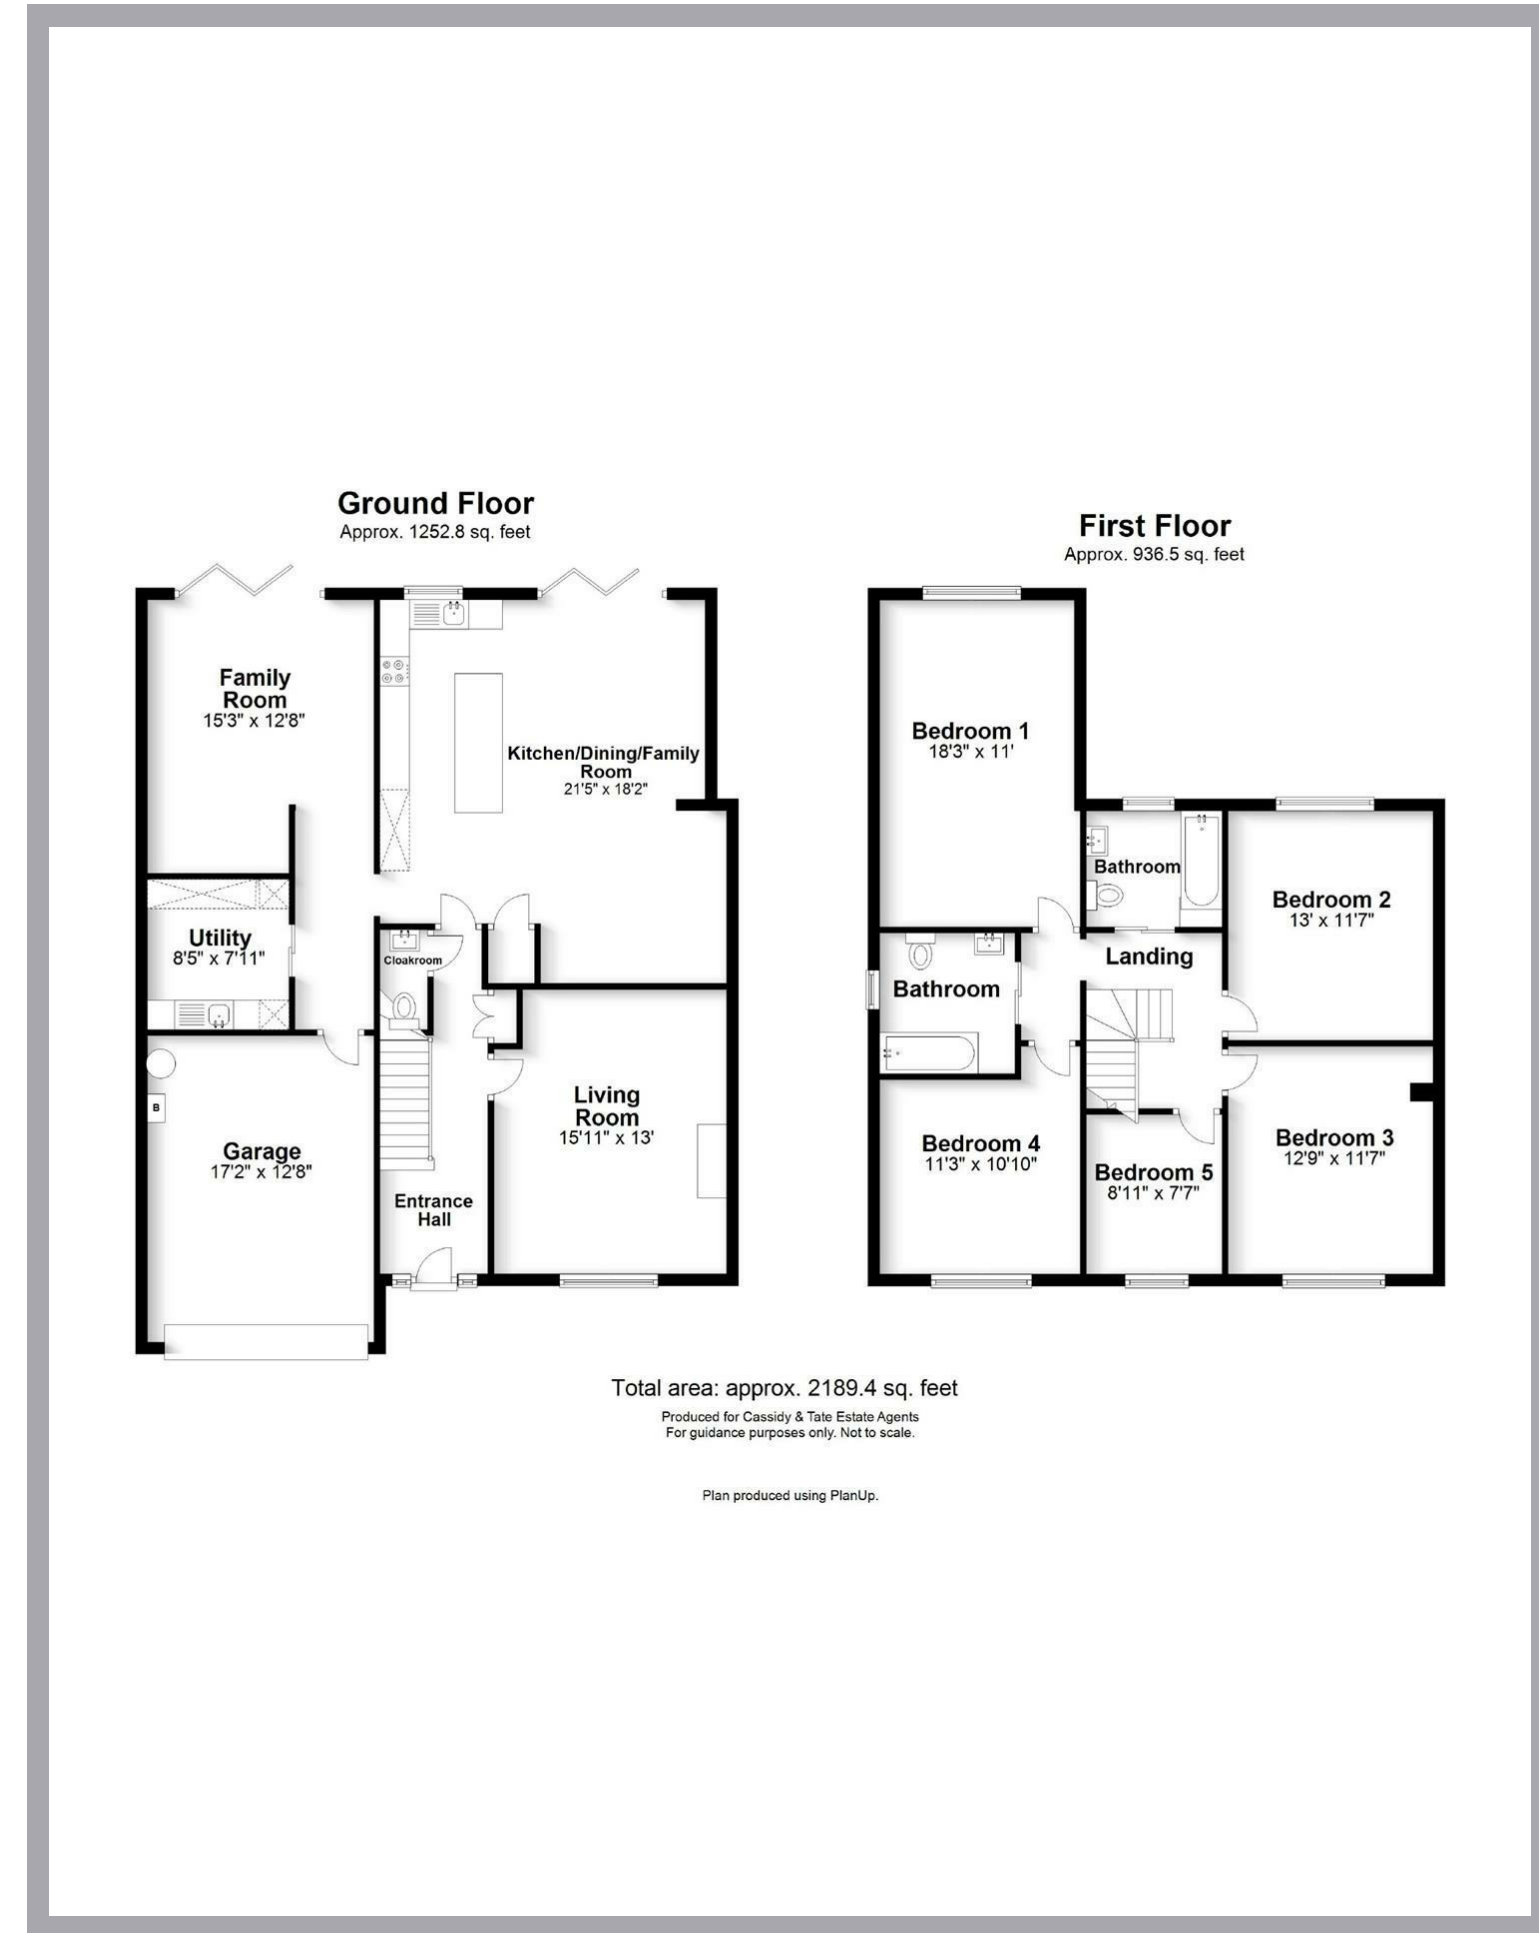 Ground Floor
Approx. 1252.8 sq. feet
Family
Room
15'3" x 12'8"
Kitchen/Dining/Family
Room
21'5" x 18'2"
Utility
8'5" x 7'11"
Cloakroom
B
Garage
17'2" x 12'8"
Living
Room
15'11" x 13'
Entrance
Hall
First Floor
Approx. 936.5 sq. feet
Bedroom 1
18'3" x 11'
Bathroom
Bedroom 2
13' x 11'7"
Landing
Bathroom
Bedroom 4
11'3" x 10'10"
Bedroom 5
8'11" x 7'7"
Bedroom 3
12'9" x 11'7"
Total area: approx. 2189.4 sq. feet
Produced for Cassidy & Tate Estate Agents
For guidance purposes only. Not to scale.
Plan produced using PlanUp.